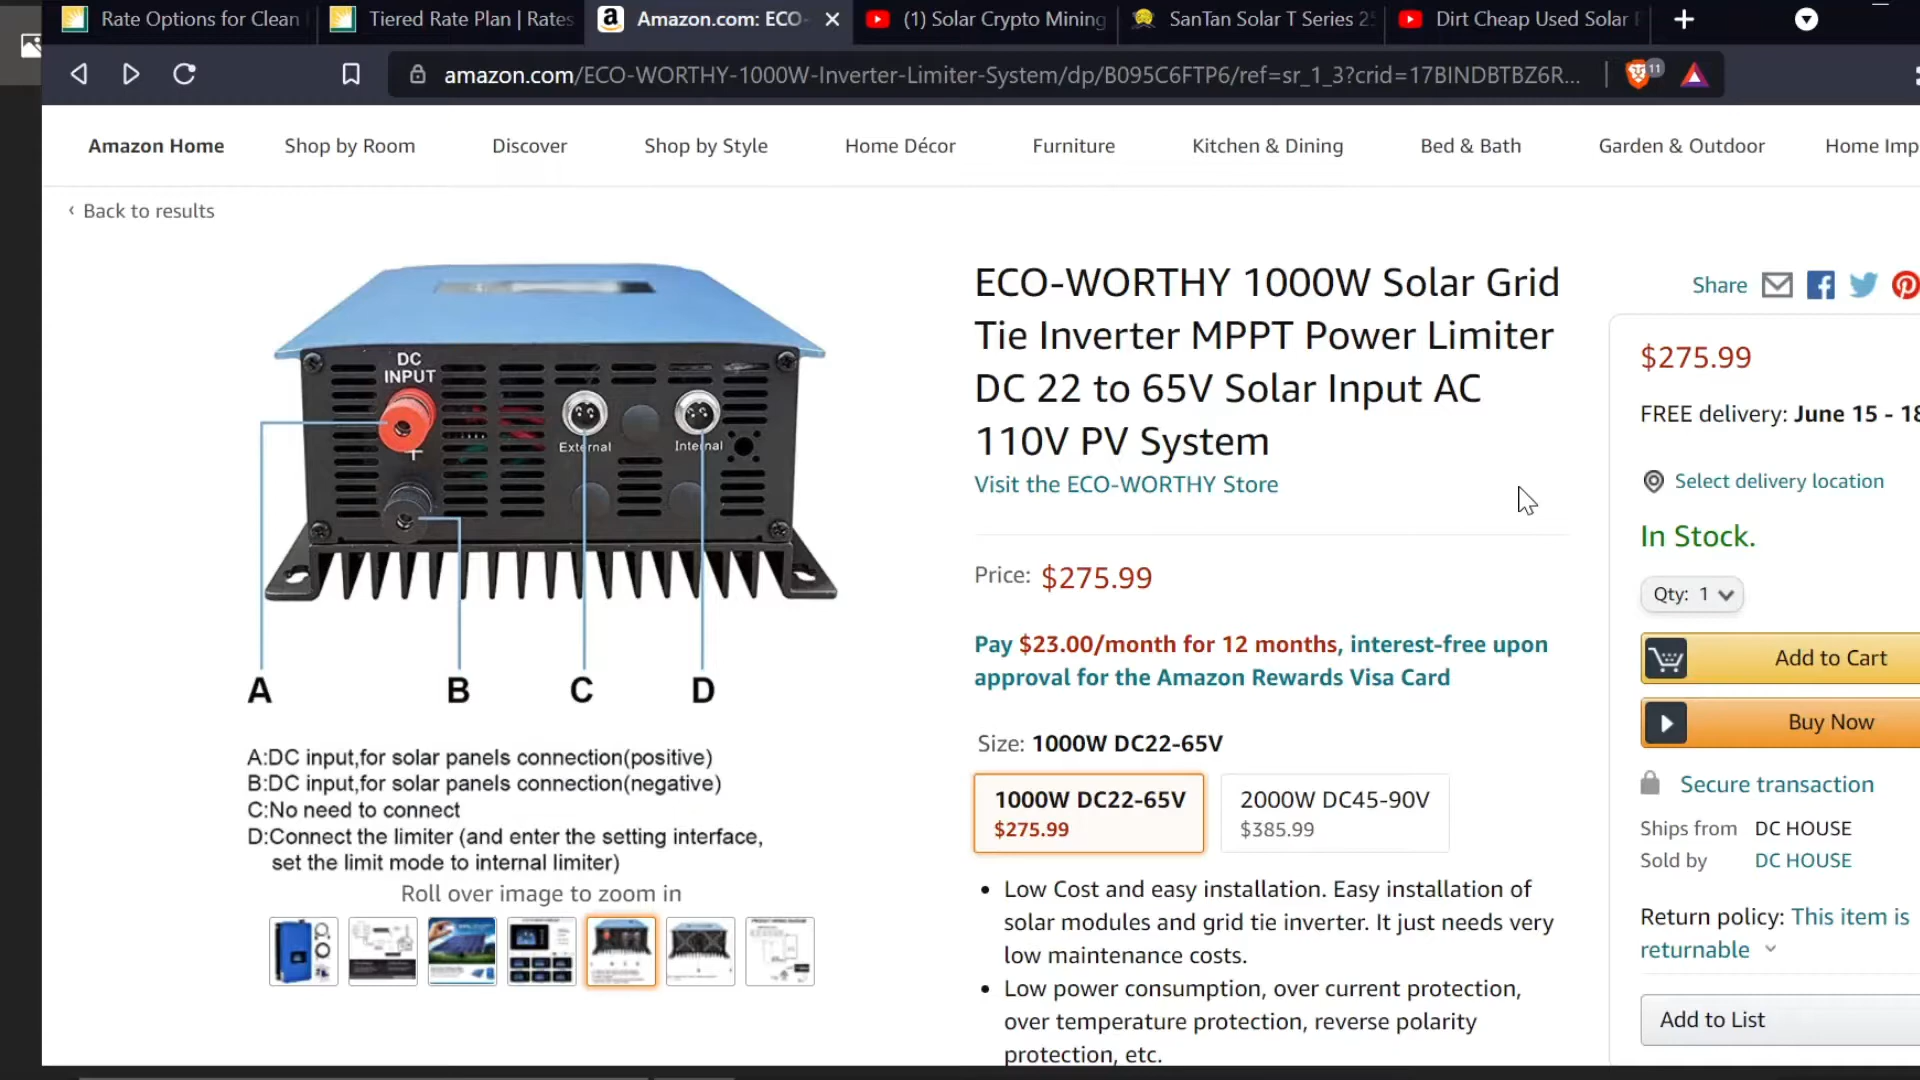 Rate Options for Clean
Tiered Rate Plan | Rates
Amazon.com: ECO-
(1) Solar Crypto Mining
SanTan Solar T Series 2
Dirt Cheap Used Solar
amazon.com/ECO-WORTHY-1000W-Inverter-Limiter-System/dp/B095C6FTP6/ref=sr_1_3?crid=17BINDBTBZ6R...
11
Amazon Home
Shop by Room
Discover
Shop by Style
Home Décor
Furniture
Kitchen & Dining
Bed & Bath
Garden & Outdoor
Home Imp
‹ Back to results
DC
INPUT
External
Internal
A B C D
A:DC input,for solar panels connection(positive)
B:DC input,for solar panels connection(negative)
C:No need to connect
D:Connect the limiter (and enter the setting interface,
set the limit mode to internal limiter)
Roll over image to zoom in
ECO-WORTHY 1000W Solar Grid
Tie Inverter MPPT Power Limiter
DC 22 to 65V Solar Input AC
110V PV System
Visit the ECO-WORTHY Store
Price: $275.99
Pay $23.00/month for 12 months, interest-free upon
approval for the Amazon Rewards Visa Card
Size: 1000W DC22-65V
1000W DC22-65V
$275.99
2000W DC45-90V
$385.99
• Low Cost and easy installation. Easy installation of
solar modules and grid tie inverter. It just needs very
low maintenance costs.
• Low power consumption, over current protection,
over temperature protection, reverse polarity
protection, etc.
Share
$275.99
FREE delivery: June 15 - 18
Select delivery location
In Stock.
Qty: 1
Add to Cart
Buy Now
Secure transaction
Ships from DC HOUSE
Sold by DC HOUSE
Return policy: This item is
returnable
Add to List